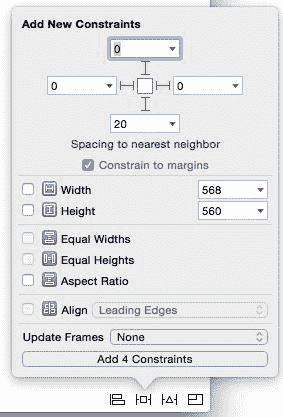 Add New Constraints
0
0 0
20
Spacing to nearest neighbor
Constrain to margins
Width 568
Height 560
Equal Widths
Equal Heights
Aspect Ratio
Align Leading Edges
Update Frames None
Add 4 Constraints